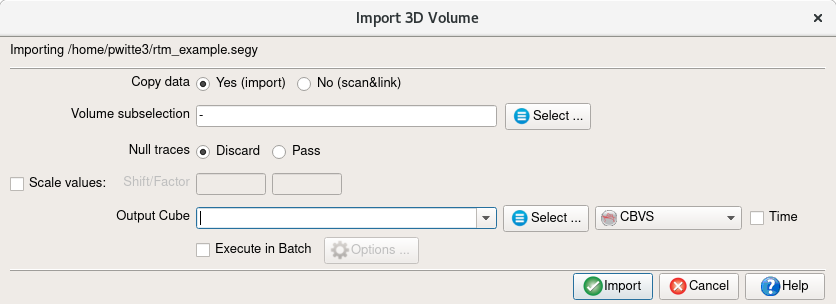 Import 3D Volume
Importing /home/pwitte3/rtm_example.segy
Copy data Yes (import) No (scan&link)
Volume subselection - Select ...
Null traces Discard Pass
Scale values: Shift/Factor
Output Cube Select ... CBVS Time
Execute in Batch Options ...
Import Cancel Help